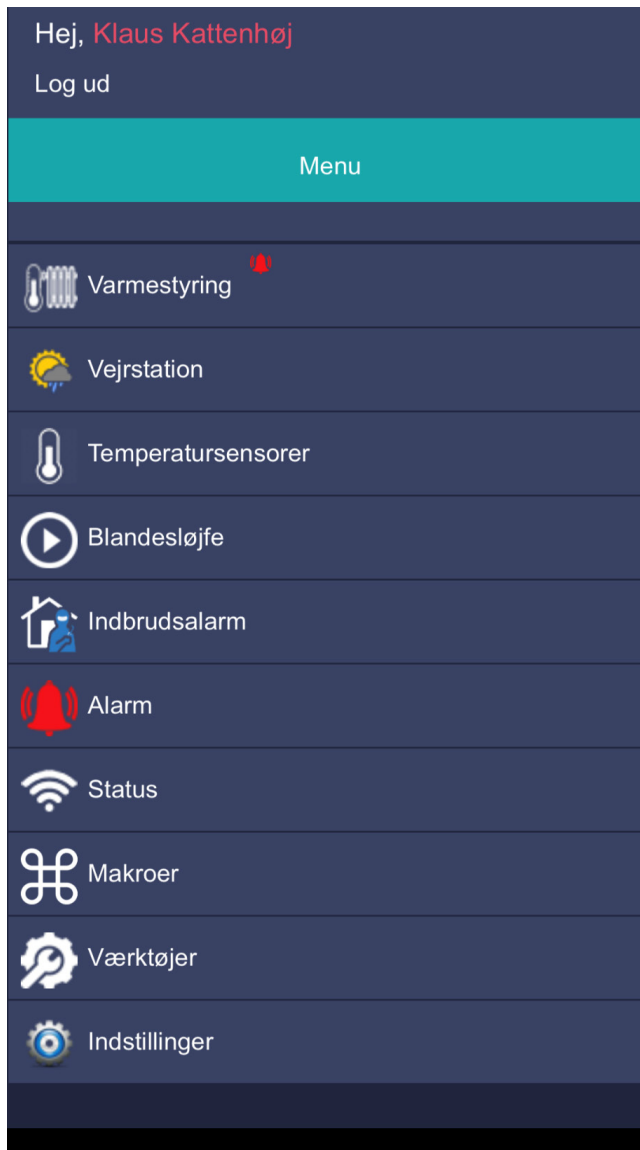 Hej, Klaus Kattenhøj
Log ud
Menu
Varmestyring
Vejrstation
Temperatursensorer
Blandesløjfe
Indbrudsalarm
Alarm
Status
Makroer
Værktøjer
Indstillinger